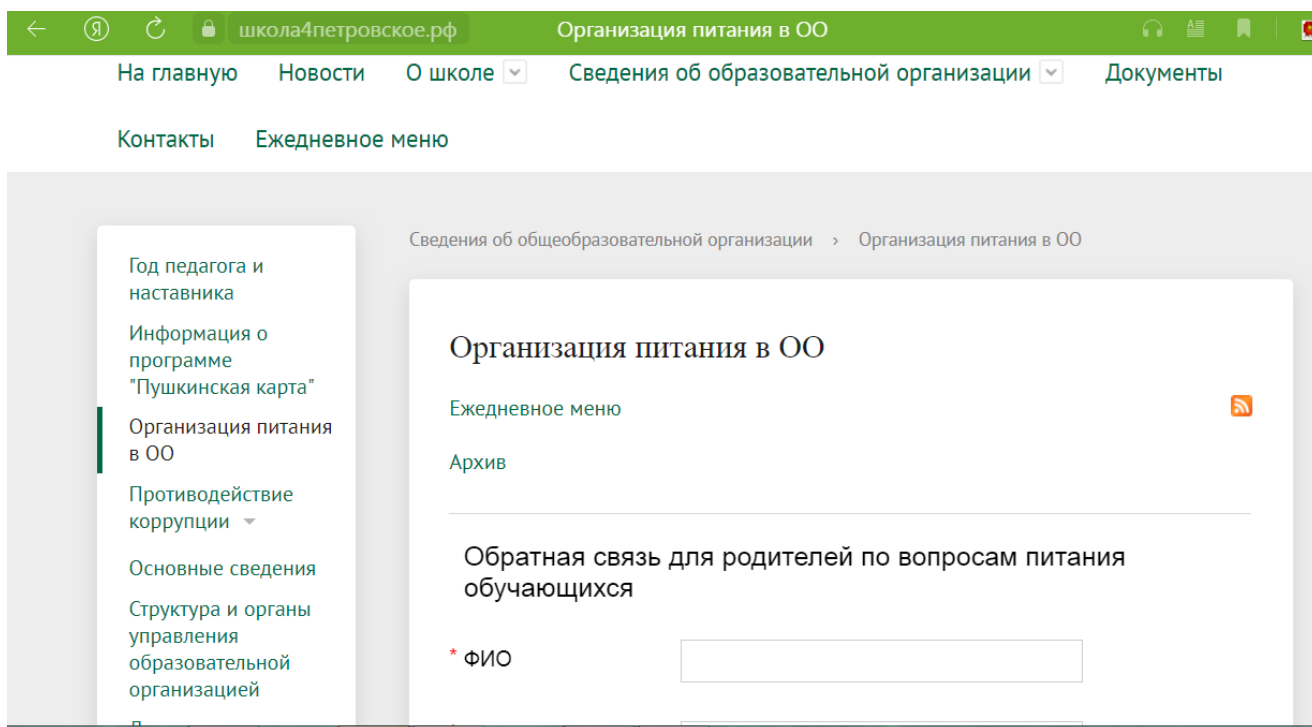 школа4петровское.рф Организация питания в ОО
На главную Новости О школе Сведения об образовательной организации Документы
Контакты Ежедневное меню
Год педагога и
наставника
Информация о
программе
"Пушкинская карта"
Организация питания
в ОО
Противодействие
коррупции
Основные сведения
Структура и органы
управления
образовательной
организацией
Сведения об общеобразовательной организации › Организация питания в ОО
Организация питания в ОО
Ежедневное меню
Архив
Обратная связь для родителей по вопросам питания
обучающихся
* ФИО